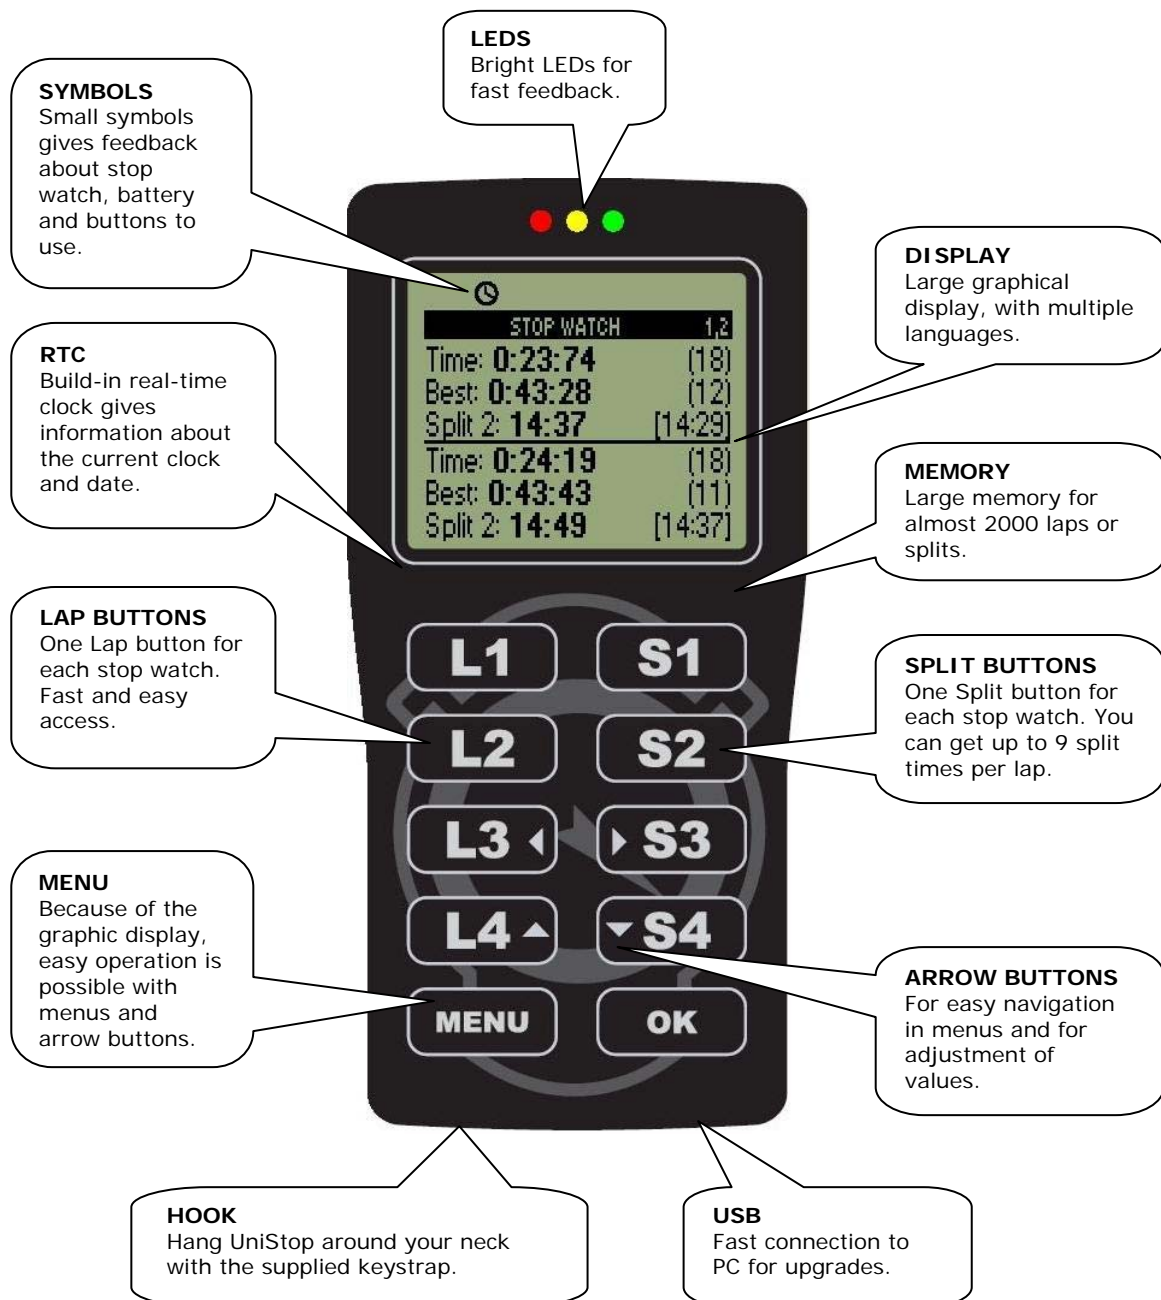 LEDS
Bright LEDs for
fast feedback.
SYMBOLS
Small symbols
gives feedback
about stop
watch, battery
and buttons to
use.
DISPLAY
Large graphical
display, with multiple
languages.
RTC
Build-in real-time
clock gives
information about
the current clock
and date.
STOP WATCH 1,2
Time: 0:23:74 (18)
Best: 0:43:28 (12)
Split 2: 14:37 [14:29]
Time: 0:24:19 (18)
Best: 0:43:43 (11)
Split 2: 14:49 [14:37]
MEMORY
Large memory for
almost 2000 laps or
splits.
LAP BUTTONS
One Lap button for
each stop watch.
Fast and easy
access.
L1 S1
L2 S2
L3 S3
L4 S4
MENU OK
SPLIT BUTTONS
One Split button for
each stop watch. You
can get up to 9 split
times per lap.
MENU
Because of the
graphic display,
easy operation is
possible with
menus and
arrow buttons.
ARROW BUTTONS
For easy navigation
in menus and for
adjustment of
values.
HOOK
Hang UniStop around your neck
with the supplied keystrap.
USB
Fast connection to
PC for upgrades.